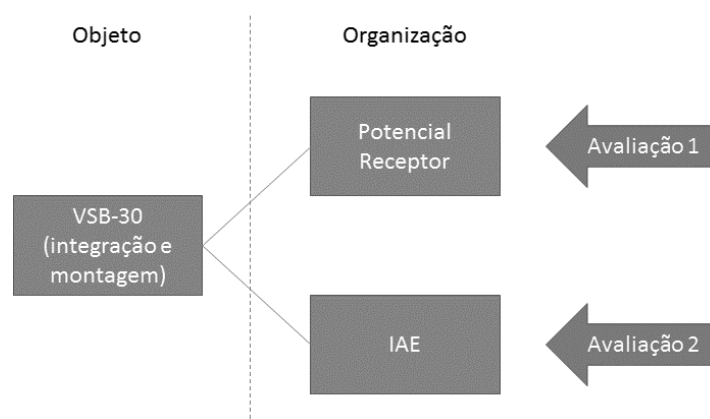 Objeto
Organização
Potencial
Receptor
Avaliação 1
VSB-30
(integração e
montagem)
IAE
Avaliação 2